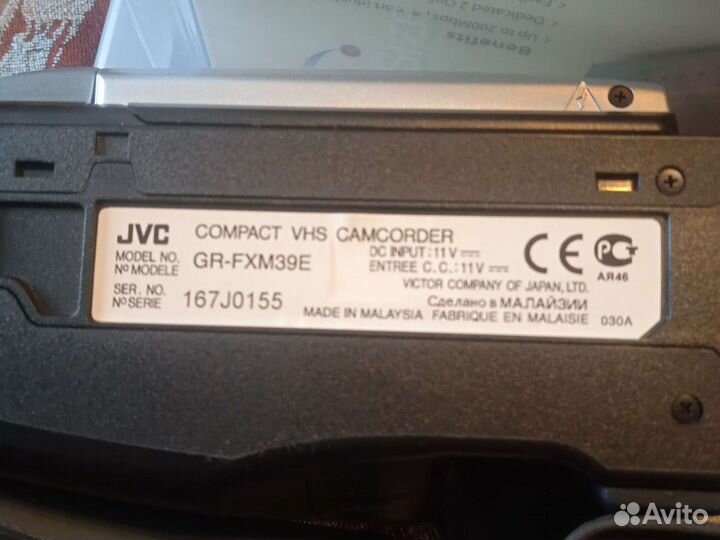 Benefits
Up to 200Mbps
Dedicated 2
JVC COMPACT VHS CAMCORDER
MODEL NO.
Nº MODELE GR-FXM39E
DC INPUT:11V
ENTREE C.C.:11V
CE
РСТ
АЯ46
VICTOR COMPANY OF JAPAN, LTD.
SER. NO.
Nº SERIE 167J0155
Сделано в МАЛАЙЗИИ
MADE IN MALAYSIA FABRIQUE EN MALAISIE 030A
Avito